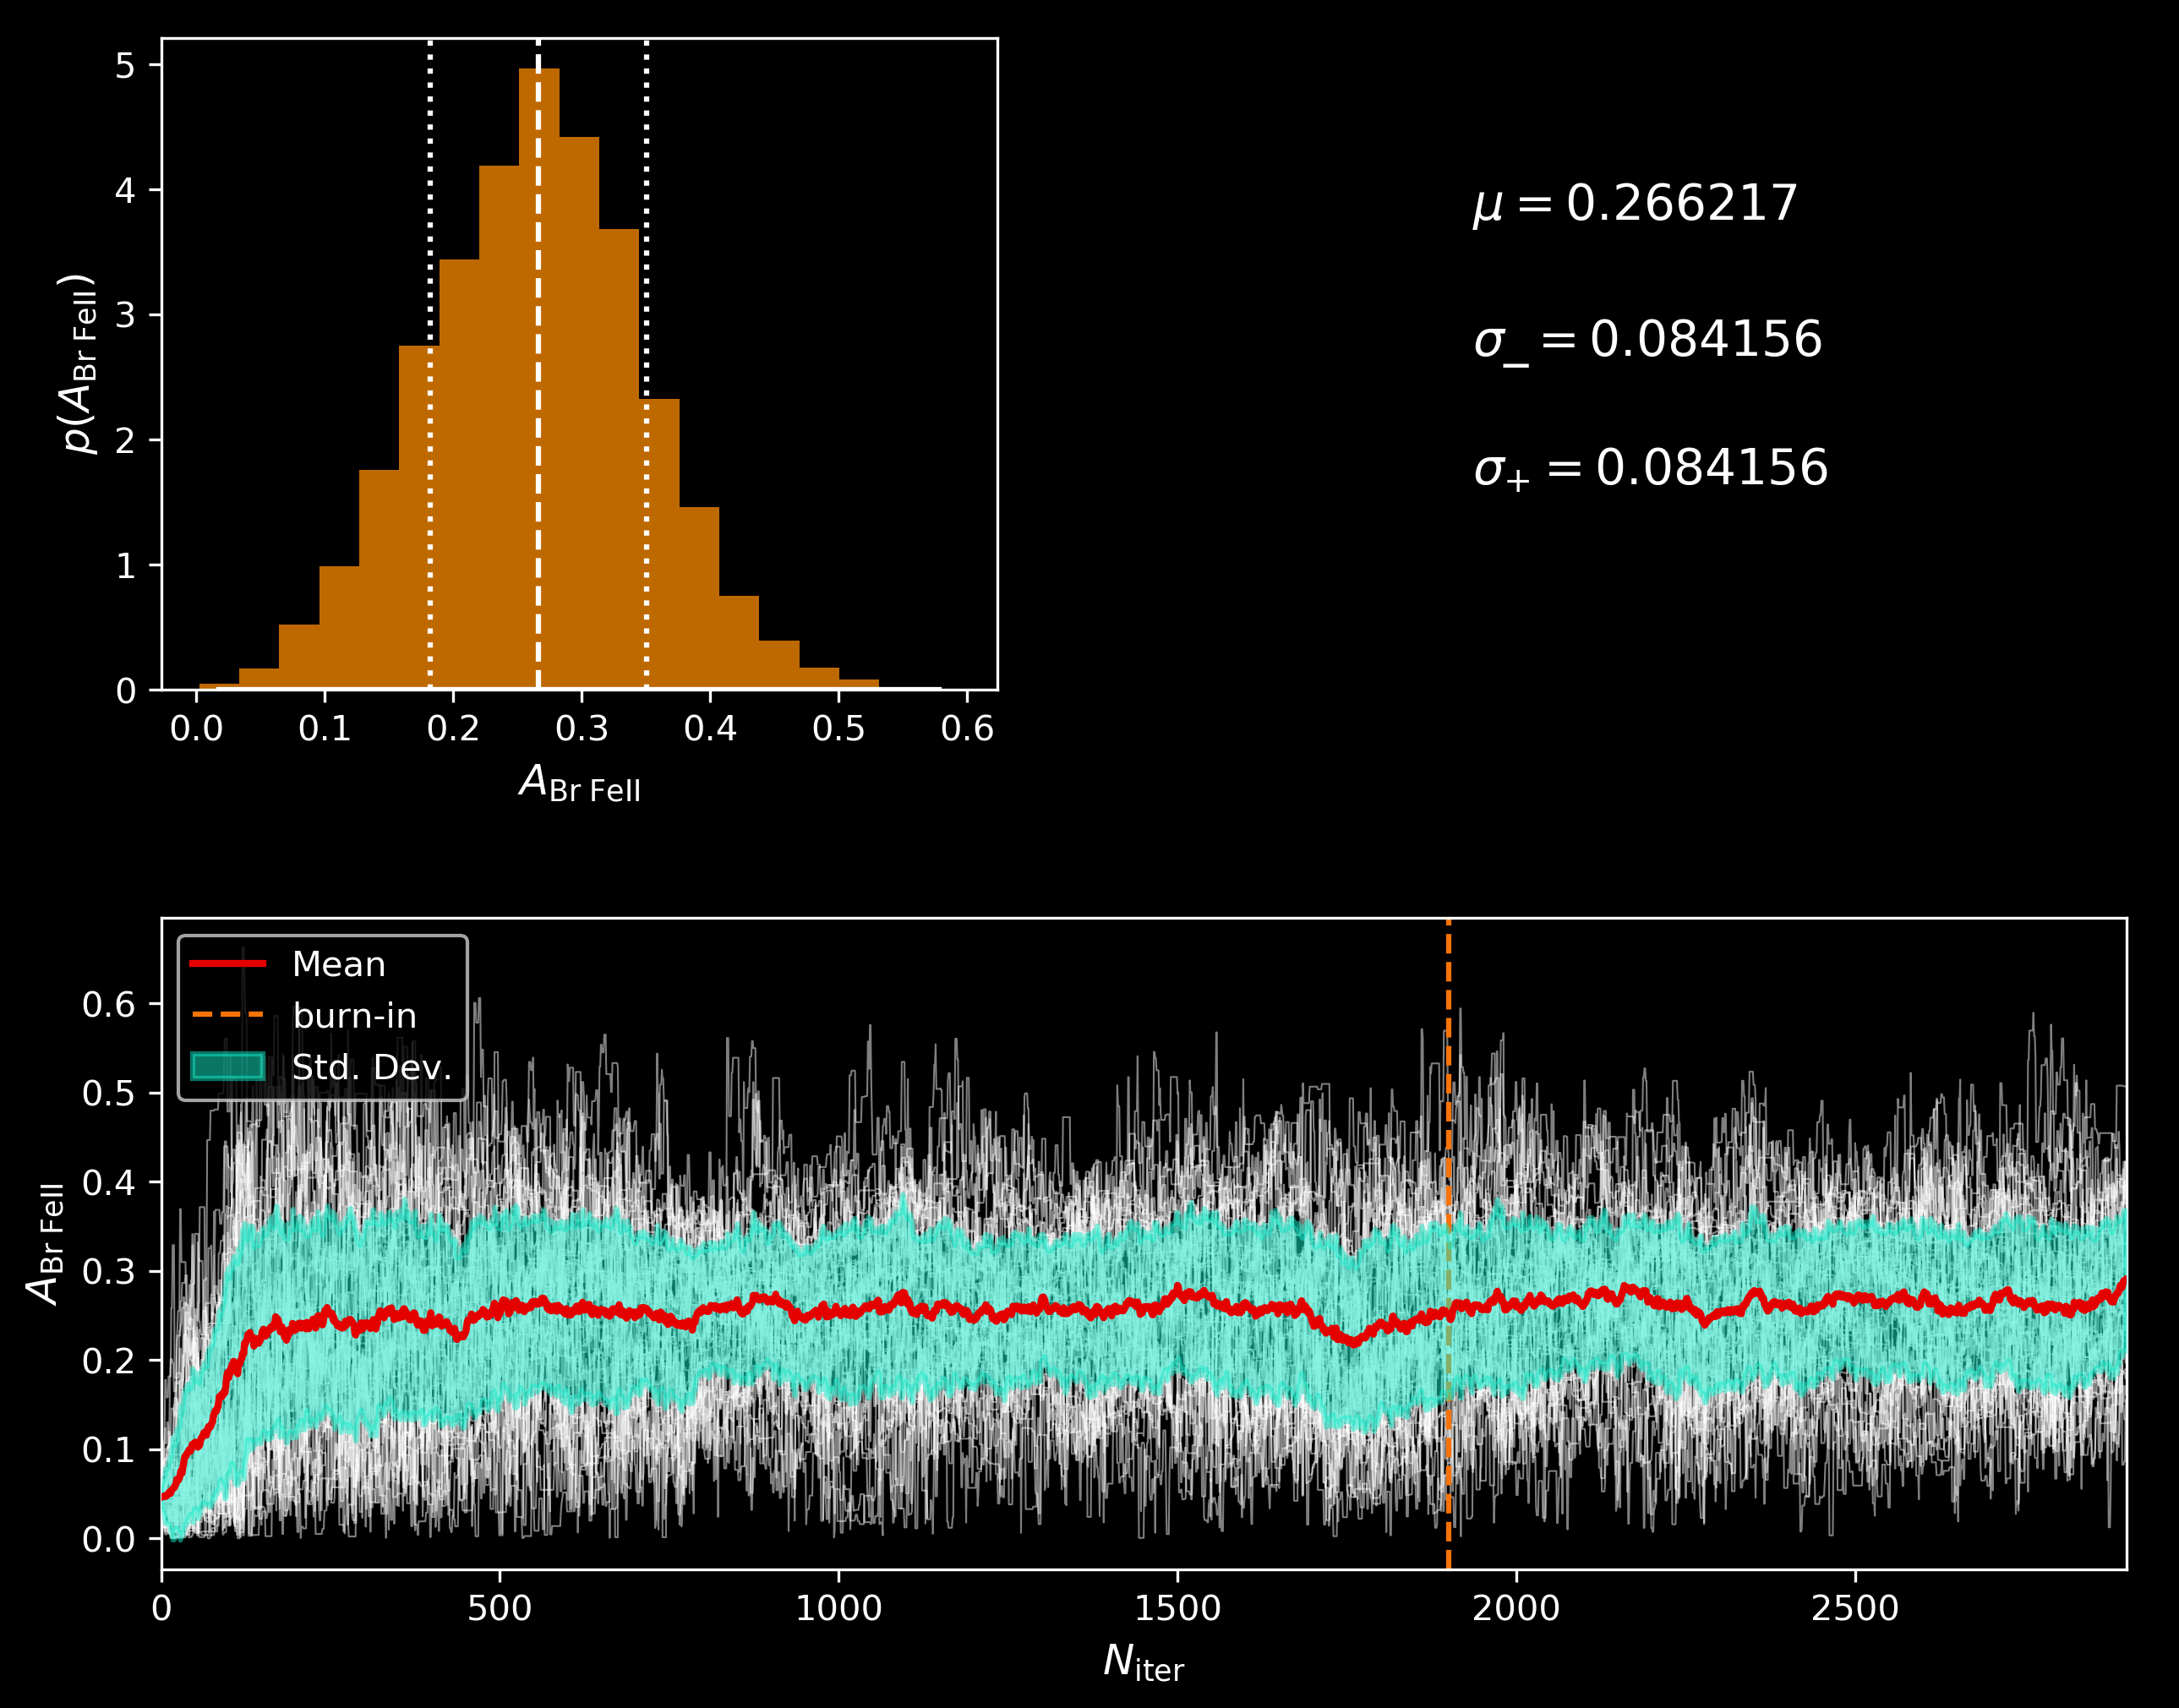 5
4
3
2
1
0
p(A_Br FeII)
0.0 0.1 0.2 0.3 0.4 0.5 0.6
A_Br FeII
μ = 0.266217
σ_− = 0.084156
σ_+ = 0.084156
Mean
burn-in
Std. Dev.
0.6
0.5
0.4
0.3
0.2
0.1
0.0
A_Br FeII
0 500 1000 1500 2000 2500
N_iter